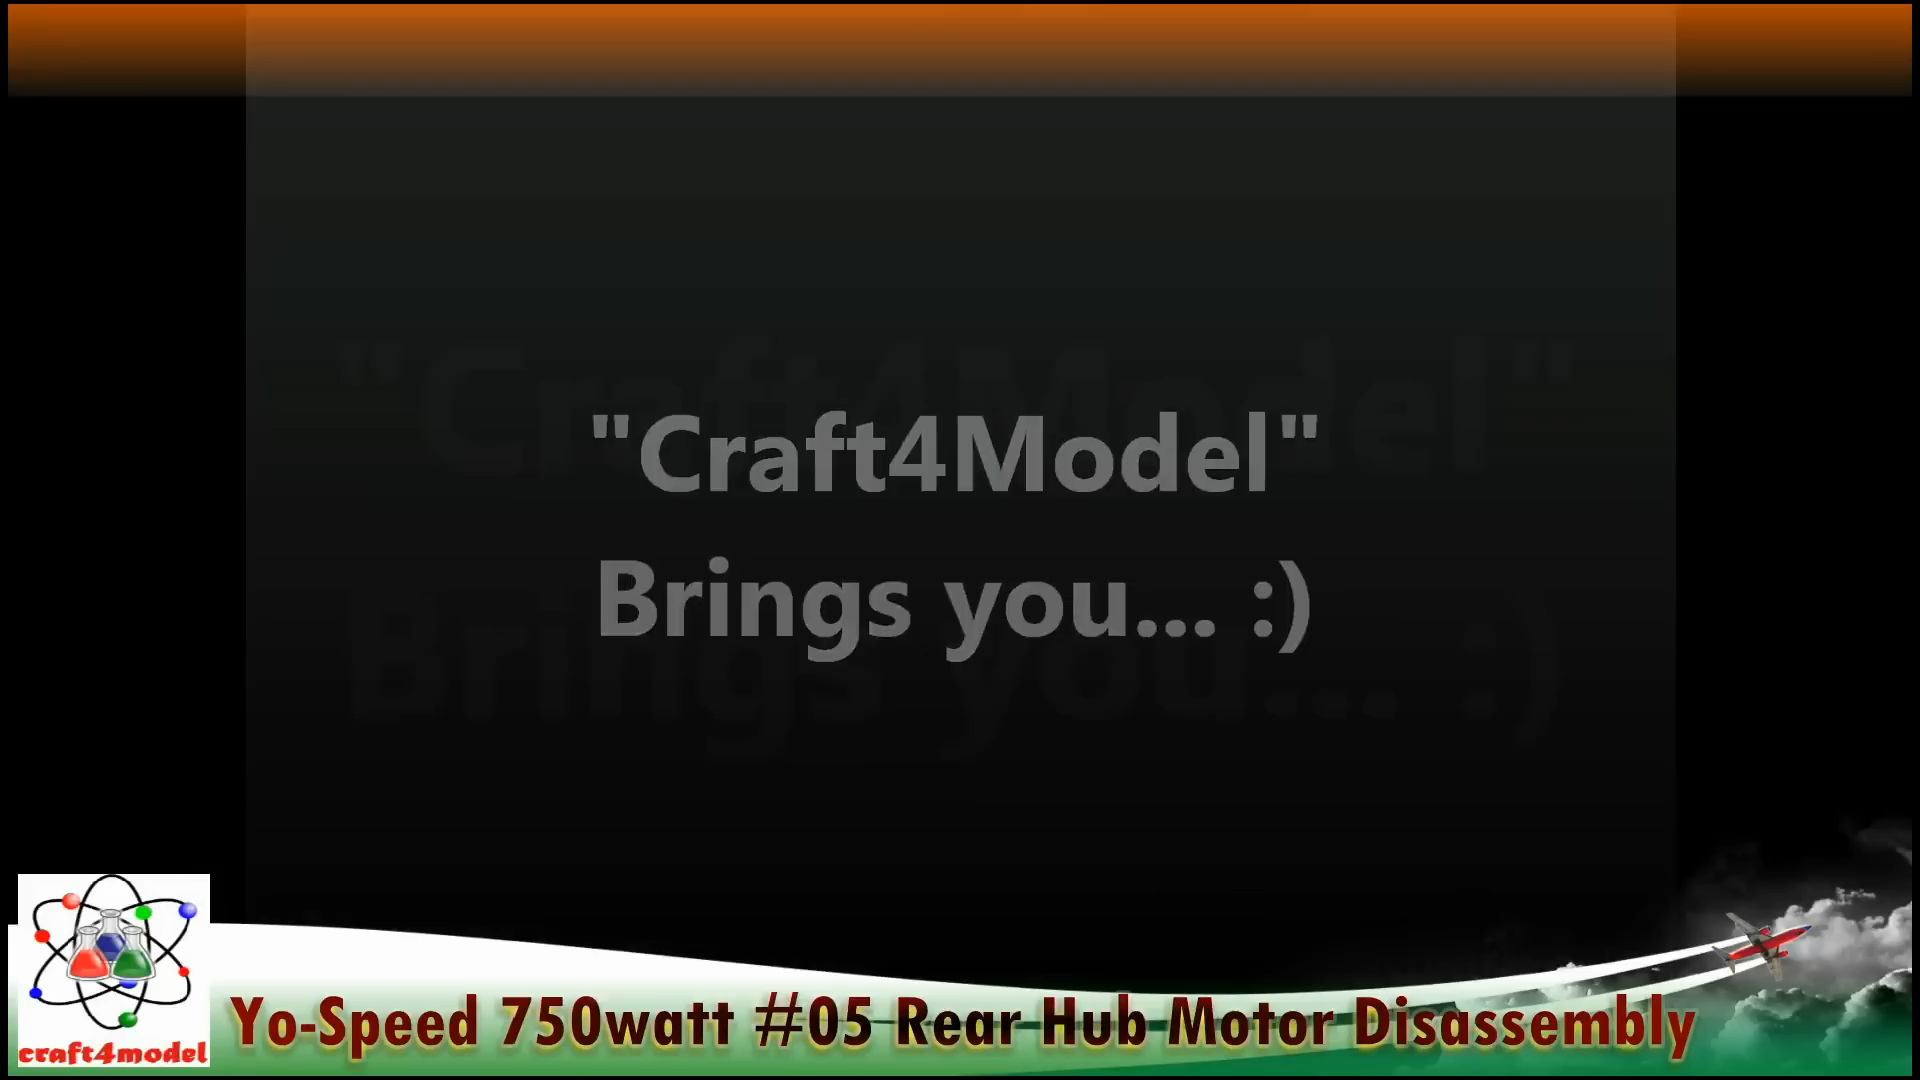 "Craft4Model"
Brings you... :)
craft4model
Yo-Speed 750watt #05 Rear Hub Motor Disassembly